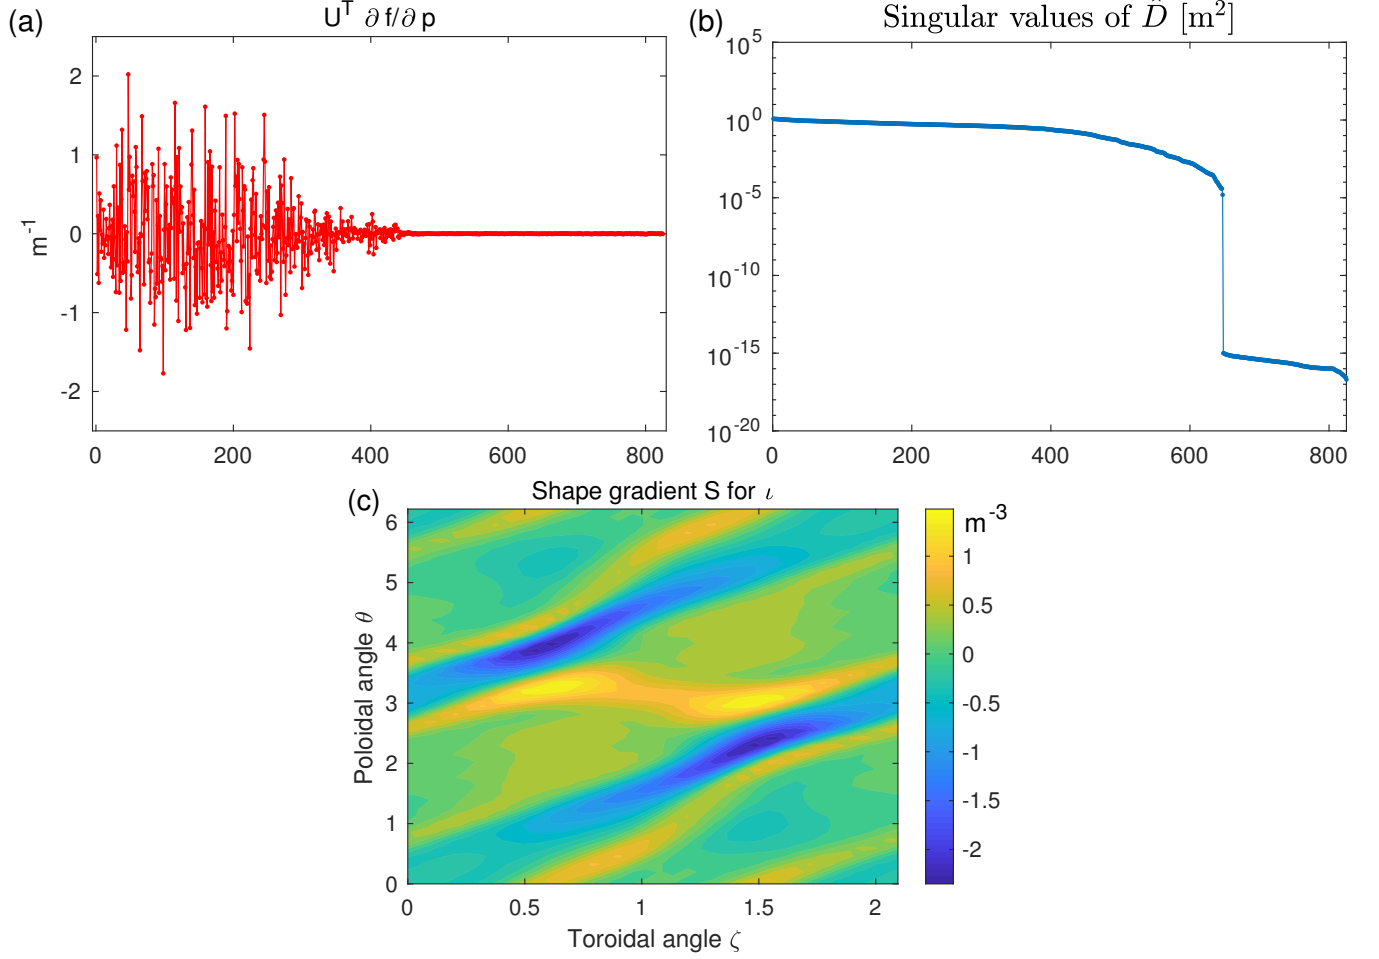 (a)
U^T ∂ f/∂ p
m^-1
2
1
0
-1
-2
0 200 400 600 800
(b)
Singular values of D̂ [m²]
10^5
10^0
10^-5
10^-10
10^-15
10^-20
0 200 400 600 800
(c)
Shape gradient S for ι
Poloidal angle θ
6
5
4
3
2
1
0
0 0.5 1 1.5 2
Toroidal angle ζ
m^-3
1
0.5
0
-0.5
-1
-1.5
-2